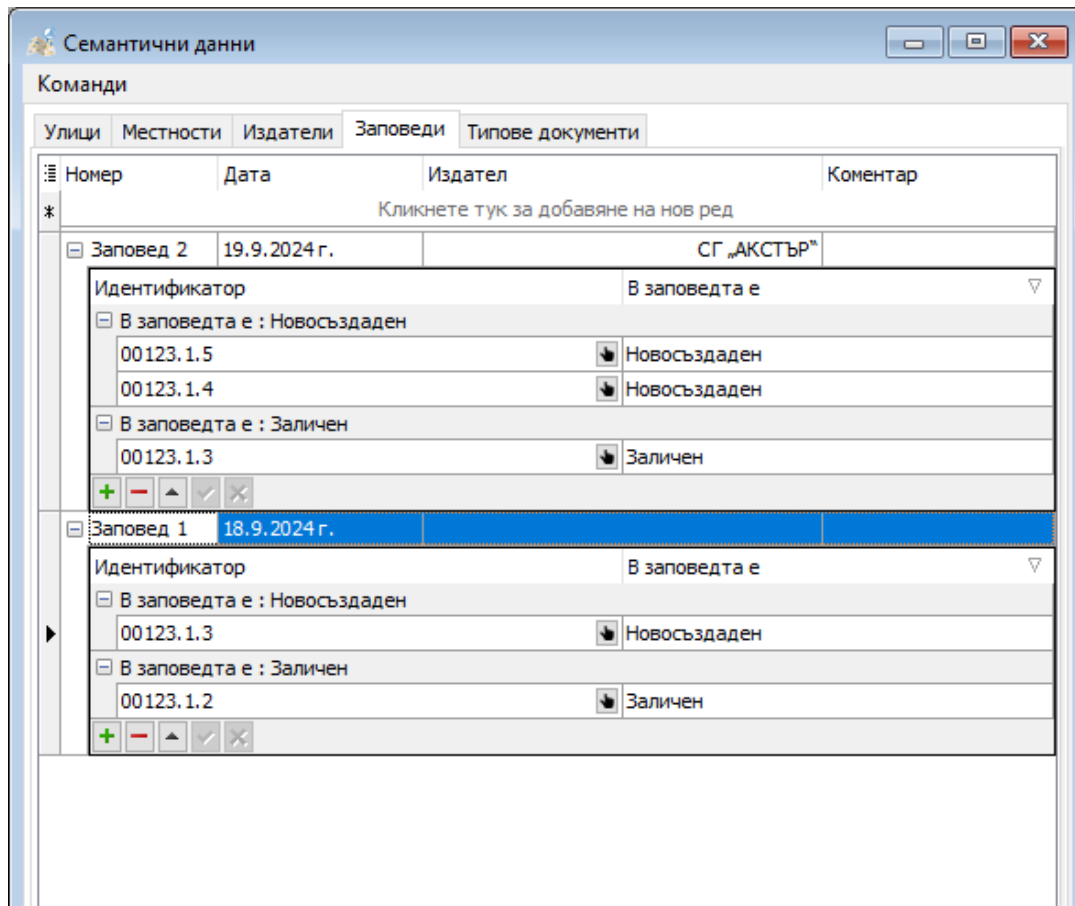 Семантични данни
Команди
Улици Местности Издатели Заповеди Типове документи
Номер Дата Издател Коментар
Кликнете тук за добавяне на нов ред
Заповед 2 19.9.2024 г. СГ „АКСТЪР“
Идентификатор В заповедта е
В заповедта е : Новосъздаден
00123.1.5 Новосъздаден
00123.1.4 Новосъздаден
В заповедта е : Заличен
00123.1.3 Заличен
Заповед 1 18.9.2024 г.
Идентификатор В заповедта е
В заповедта е : Новосъздаден
00123.1.3 Новосъздаден
В заповедта е : Заличен
00123.1.2 Заличен